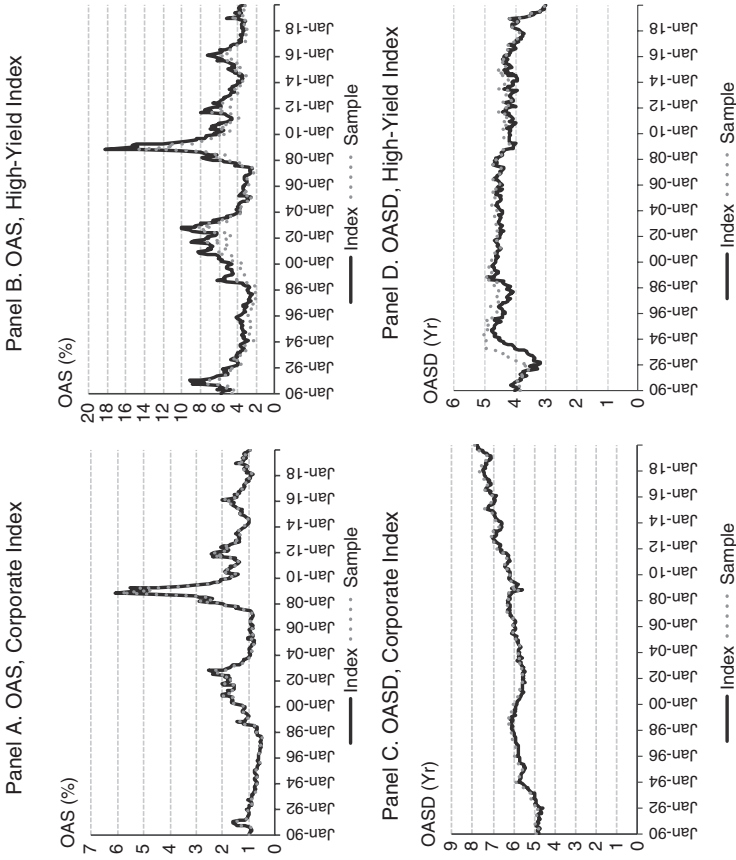 Panel A. OAS, Corporate Index
OAS (%)
7
6
5
4
3
2
1
0
Jan-90
Jan-92
Jan-94
Jan-96
Jan-98
Jan-00
Jan-02
Jan-04
Jan-06
Jan-08
Jan-10
Jan-12
Jan-14
Jan-16
Jan-18
Index Sample
Panel B. OAS, High-Yield Index
OAS (%)
20
18
16
14
12
10
8
6
4
2
0
Jan-90
Jan-92
Jan-94
Jan-96
Jan-98
Jan-00
Jan-02
Jan-04
Jan-06
Jan-08
Jan-10
Jan-12
Jan-14
Jan-16
Jan-18
Index Sample
Panel C. OASD, Corporate Index
OASD (Yr)
9
8
7
6
5
4
3
2
1
0
Jan-90
Jan-92
Jan-94
Jan-96
Jan-98
Jan-00
Jan-02
Jan-04
Jan-06
Jan-08
Jan-10
Jan-12
Jan-14
Jan-16
Jan-18
Index Sample
Panel D. OASD, High-Yield Index
OASD (Yr)
6
5
4
3
2
1
0
Jan-90
Jan-92
Jan-94
Jan-96
Jan-98
Jan-00
Jan-02
Jan-04
Jan-06
Jan-08
Jan-10
Jan-12
Jan-14
Jan-16
Jan-18
Index Sample